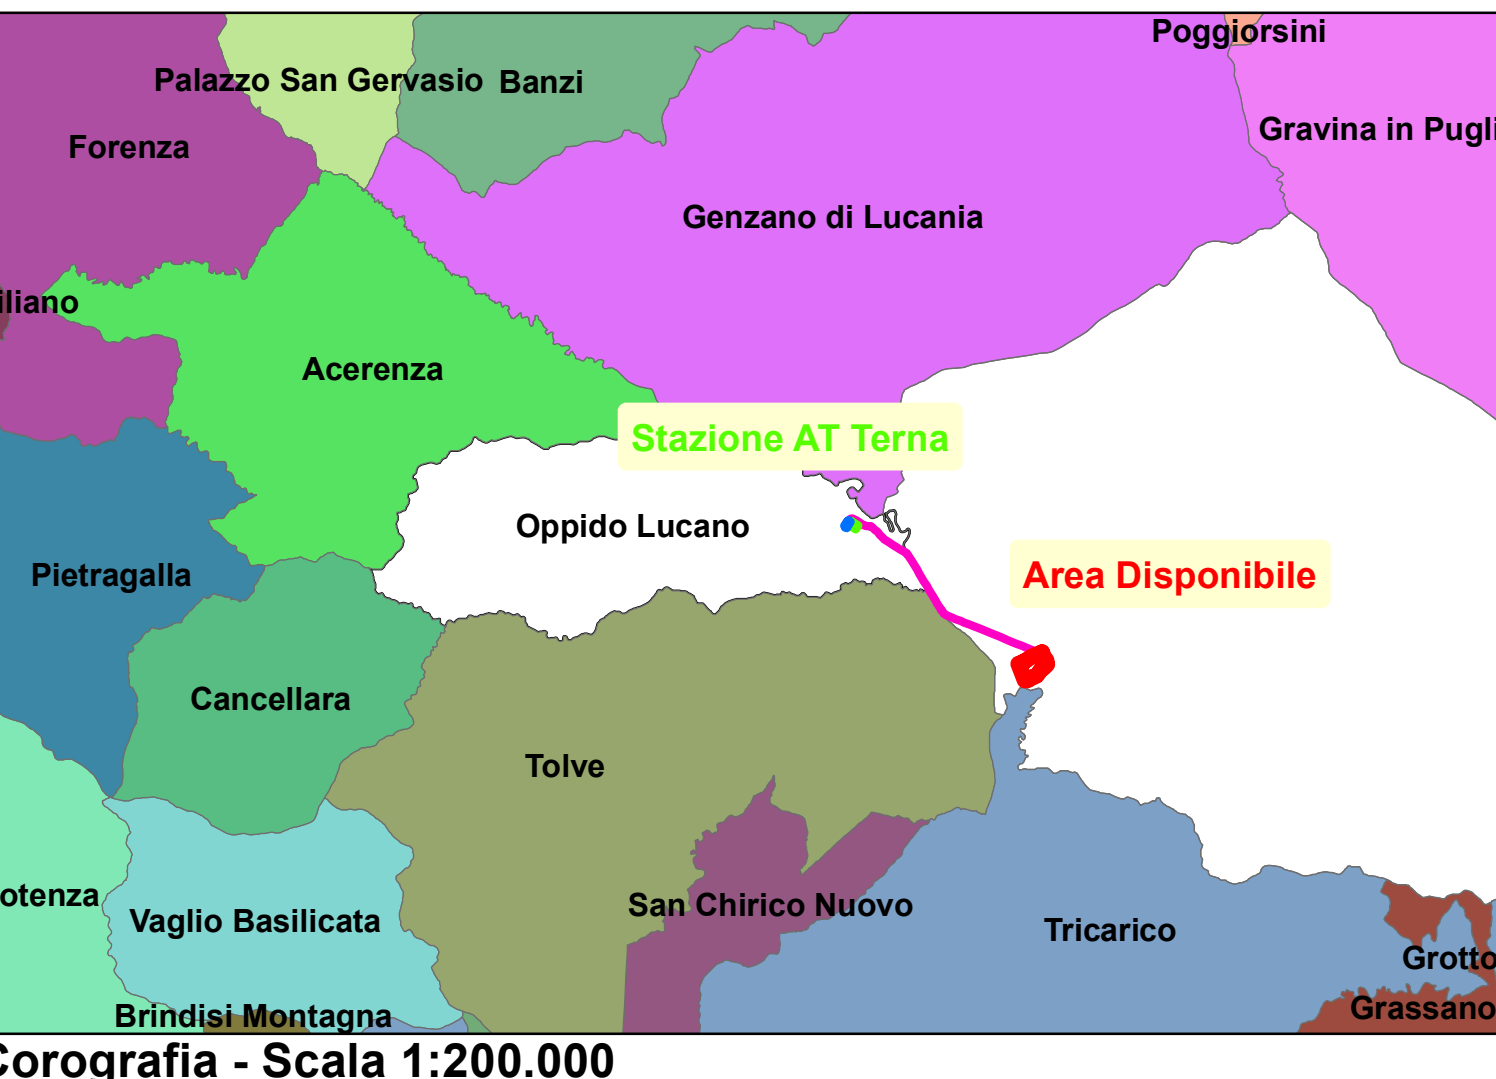 Poggiorsini
Palazzo San Gervasio
Banzi
Gravina in Pugli
Forenza
Genzano di Lucania
iliano
Acerenza
Stazione AT Terna
Oppido Lucano
Pietragalla
Area Disponibile
Cancellara
Tolve
otenza
San Chirico Nuovo
Vaglio Basilicata
Tricarico
Grotto
Grassano
Brindisi Montagna
Corografia - Scala 1:200.000